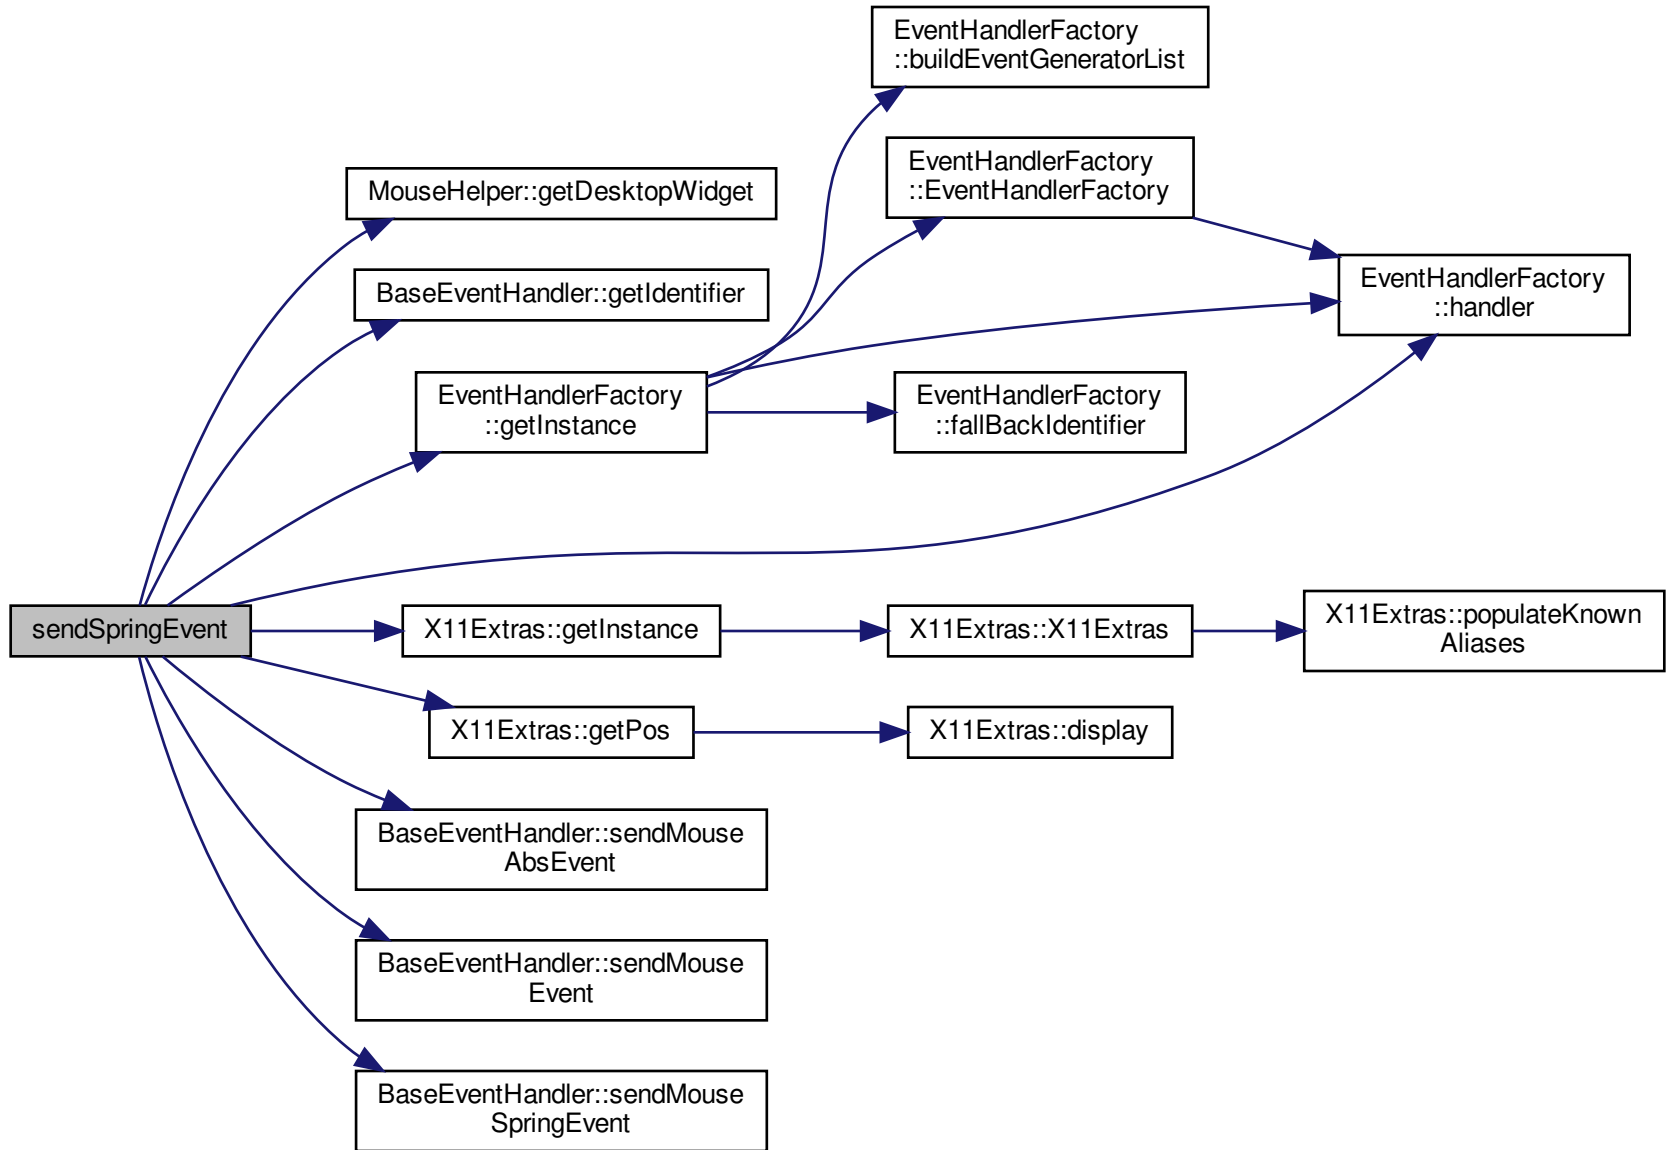 EventHandlerFactory
::buildEventGeneratorList
EventHandlerFactory
::EventHandlerFactory
MouseHelper::getDesktopWidget
BaseEventHandler::getIdentifier
EventHandlerFactory
::handler
EventHandlerFactory
::getInstance
EventHandlerFactory
::fallBackIdentifier
sendSpringEvent
X11Extras::getInstance
X11Extras::X11Extras
X11Extras::populateKnown
Aliases
X11Extras::getPos
X11Extras::display
BaseEventHandler::sendMouse
AbsEvent
BaseEventHandler::sendMouse
Event
BaseEventHandler::sendMouse
SpringEvent